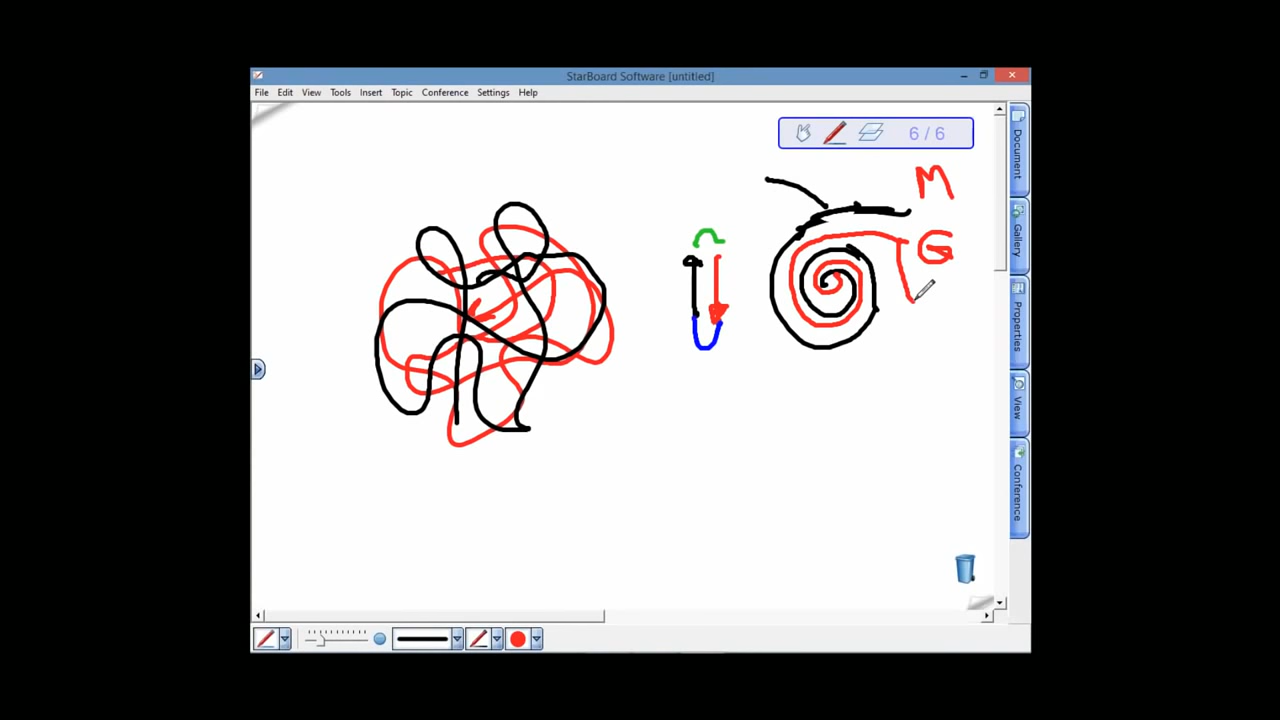 StarBoard Software [untitled]
File Edit View Tools Insert Topic Conference Settings Help
6 / 6
M
G
Document
Gallery
Properties
View
Conference